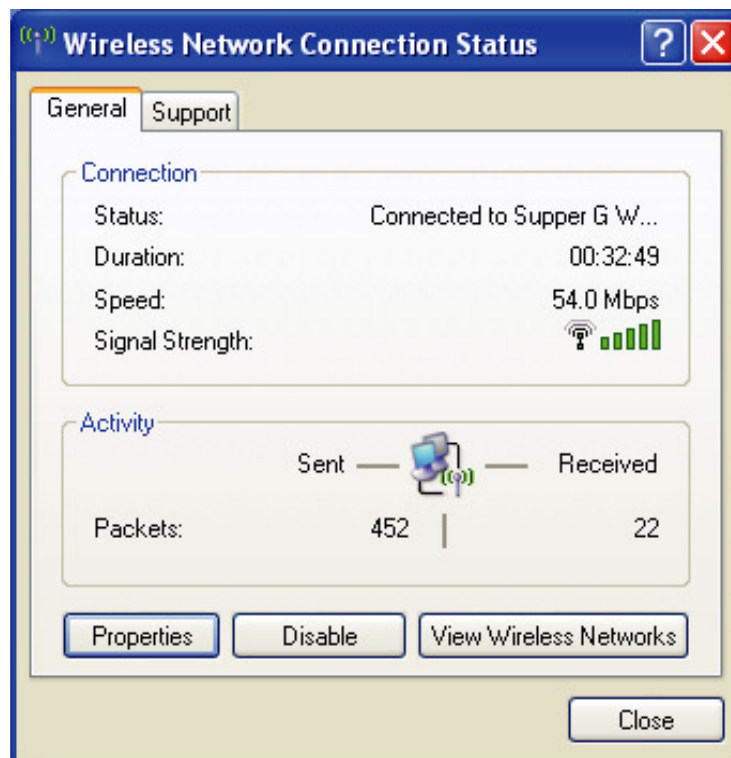 Wireless Network Connection Status
General Support
Connection
Status: Connected to Supper G W...
Duration: 00:32:49
Speed: 54.0 Mbps
Signal Strength:
Activity
Sent Received
Packets: 452 22
Properties Disable View Wireless Networks
Close